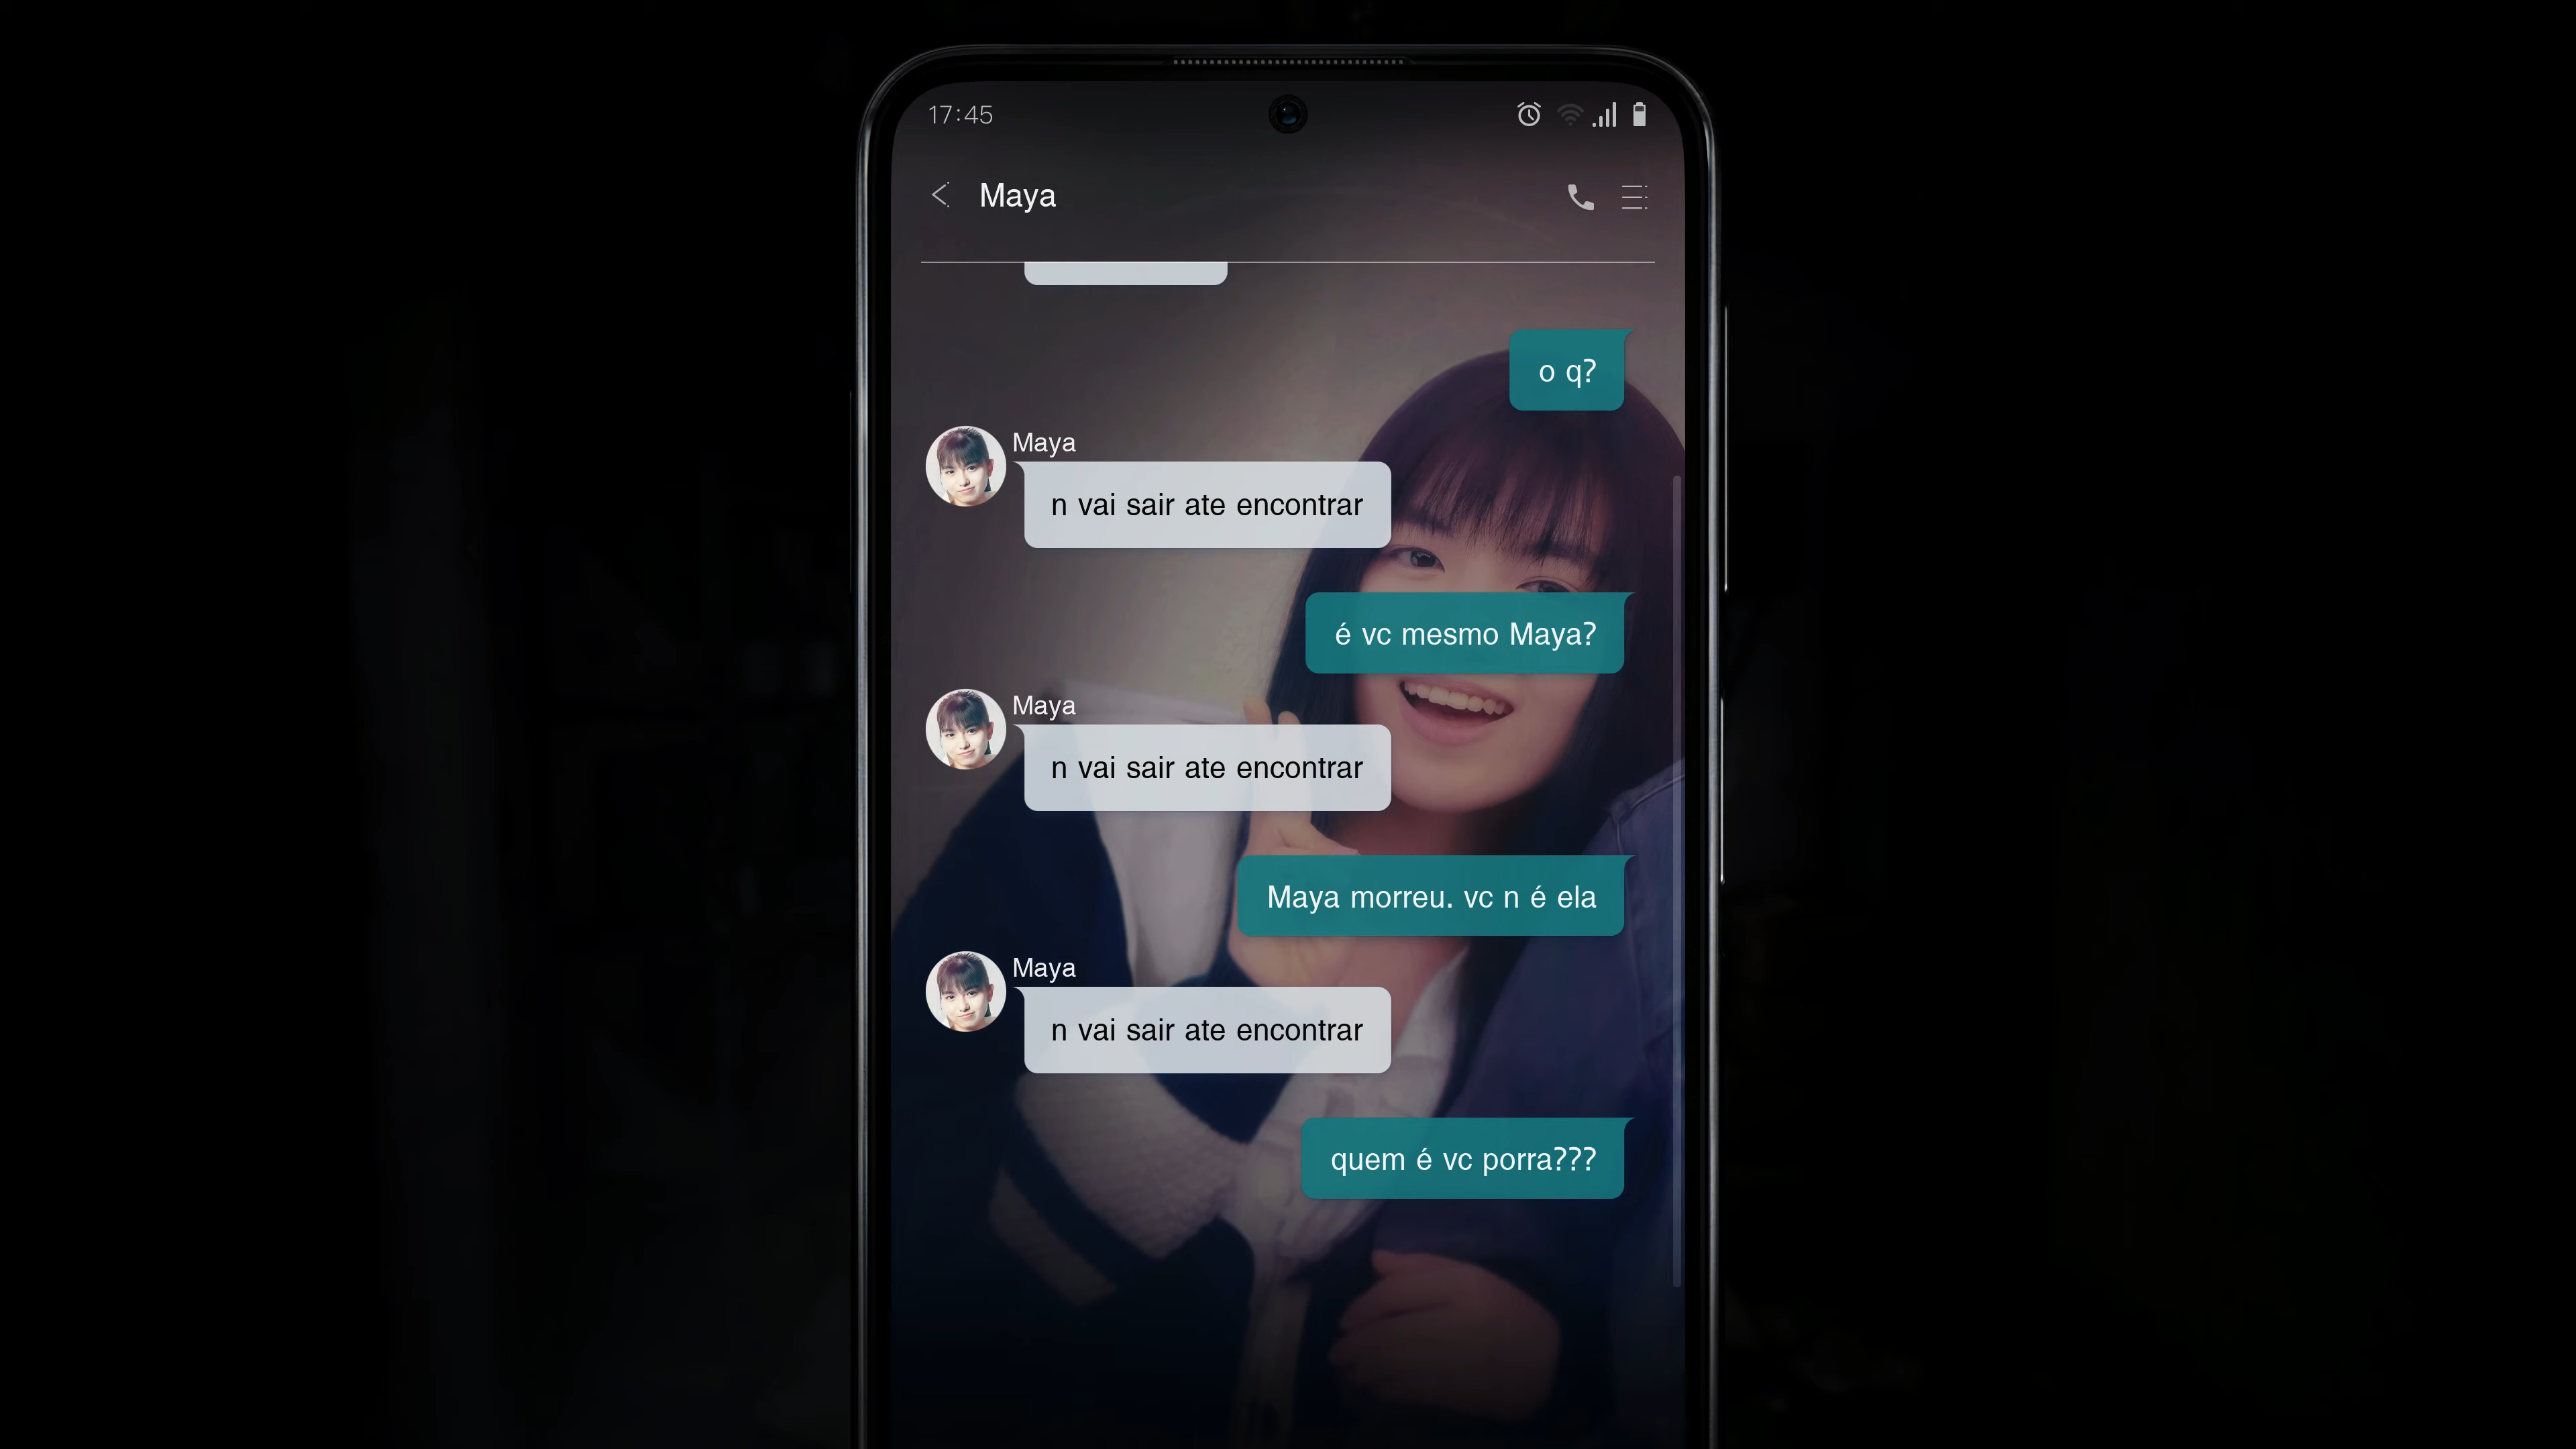 17:45
Maya
o q?
Maya
n vai sair ate encontrar
é vc mesmo Maya?
Maya
n vai sair ate encontrar
Maya morreu. vc n é ela
Maya
n vai sair ate encontrar
quem é vc porra???